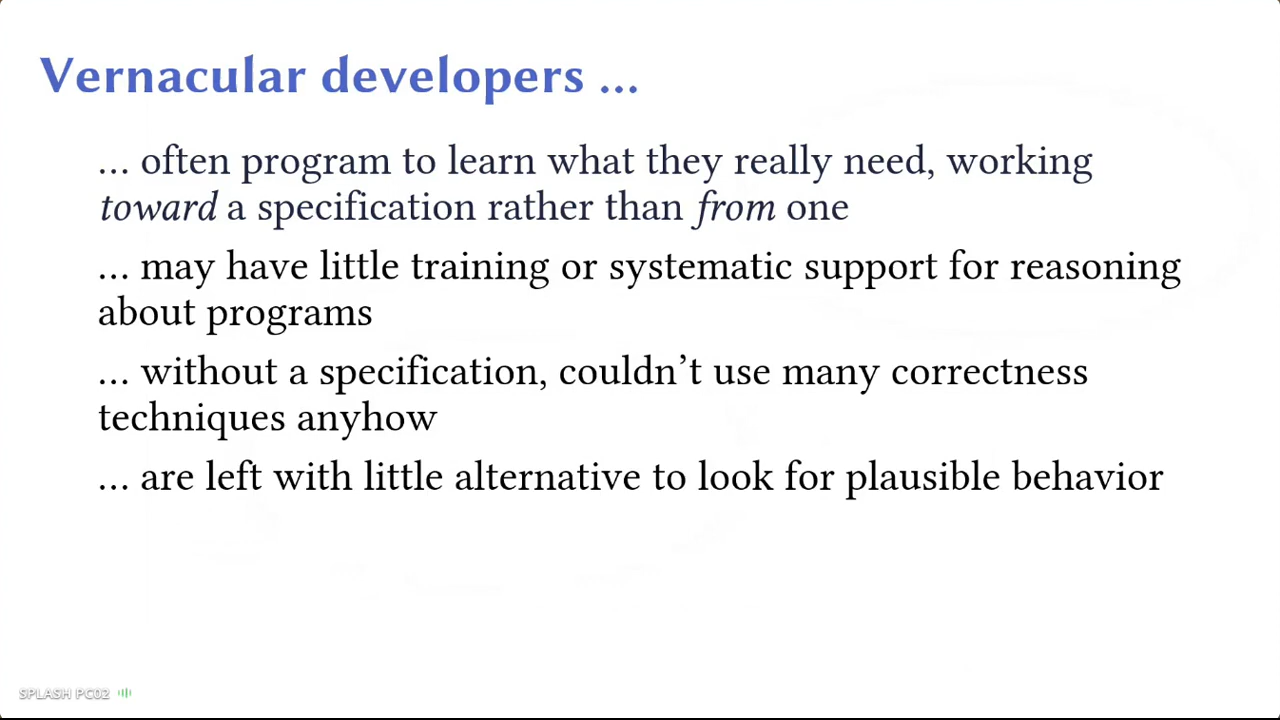 Vernacular developers ...
... often program to learn what they really need, working
toward a specification rather than from one
... may have little training or systematic support for reasoning
about programs
... without a specification, couldn’t use many correctness
techniques anyhow
... are left with little alternative to look for plausible behavior
SPLASH PC02